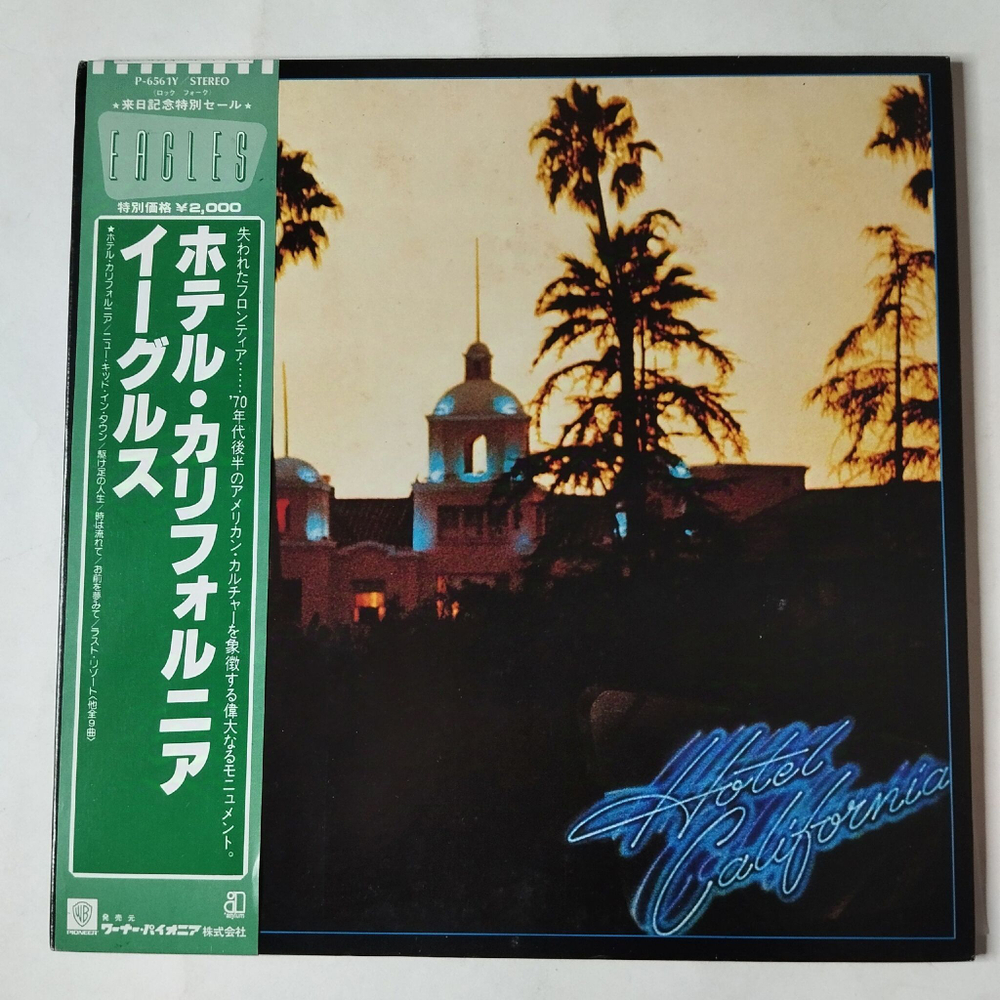 P-6561Y／STEREO
（ロック フォーク）
★来日記念特別セール★
EAGLES
特別価格 ¥2,000
失われたフロンティア……'70年代後半のアメリカン・カルチャーを象徴する偉大なるモニュメント。
ホテル・カリフォルニア
イーグルス
★ホテル・カリフォルニア／ニュー・キッド・イン・タウン／駆け足の人生／時は流れて／お前を夢みて／ラスト・リゾート〈他全9曲〉
Hotel
California
WB
PIONEER
発売元
ワーナー・パイオニア株式会社
asylum